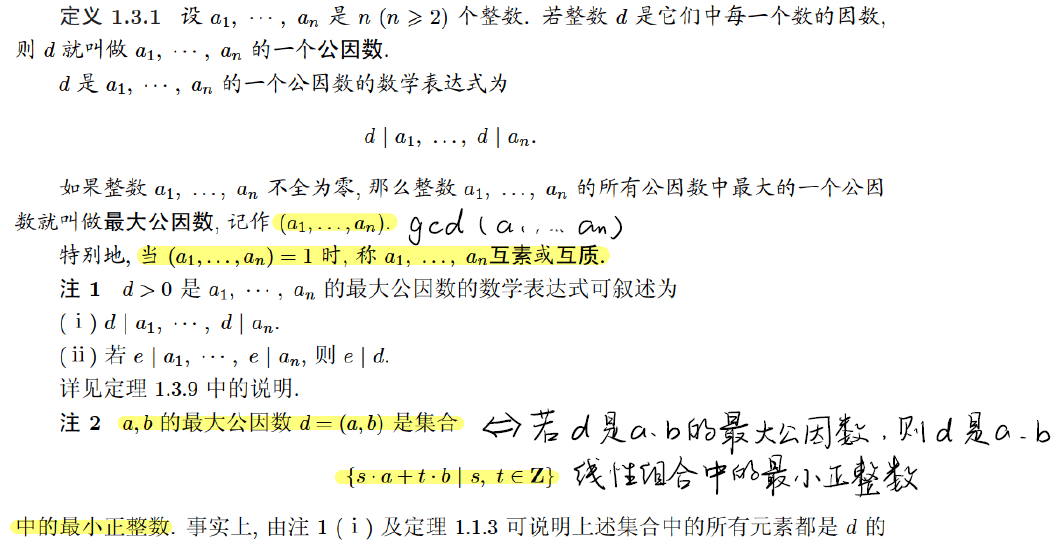 定义 1.3.1 设 a₁, ⋯, aₙ 是 n (n ⩾ 2) 个整数. 若整数 d 是它们中每一个数的因数,
则 d 就叫做 a₁, ⋯, aₙ 的一个公因数.
d 是 a₁, ⋯, aₙ 的一个公因数的数学表达式为
d | a₁, …, d | aₙ.
如果整数 a₁, …, aₙ 不全为零, 那么整数 a₁, …, aₙ 的所有公因数中最大的一个公因
数就叫做最大公因数, 记作 (a₁,…,aₙ). gcd (a₁, … aₙ)
特别地, 当 (a₁,…,aₙ) = 1 时, 称 a₁, …, aₙ互素或互质.
注 1 d > 0 是 a₁, ⋯, aₙ 的最大公因数的数学表达式可叙述为
(ⅰ) d | a₁, ⋯, d | aₙ.
(ⅱ) 若 e | a₁, ⋯, e | aₙ, 则 e | d.
详见定理 1.3.9 中的说明.
注 2 a,b 的最大公因数 d = (a,b) 是集合 ⇔ 若d是a、b的最大公因数,则d是a、b
{s · a + t · b | s, t ∈ Z} 线性组合中的最小正整数
中的最小正整数. 事实上, 由注 1 (ⅰ) 及定理 1.1.3 可说明上述集合中的所有元素都是 d 的